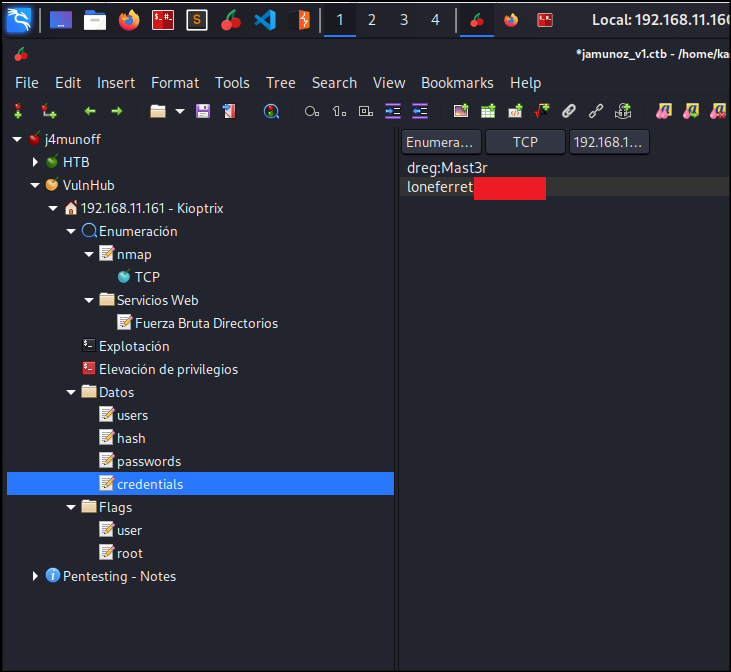 1 2 3 4 Local: 192.168.11.160
*jamunoz_v1.ctb - /home/ka
File Edit Insert Format Tools Tree Search View Bookmarks Help
j4munoff
HTB
VulnHub
192.168.11.161 - Kioptrix
Enumeración
nmap
TCP
Servicios Web
Fuerza Bruta Directorios
Explotación
Elevación de privilegios
Datos
users
hash
passwords
credentials
Flags
user
root
Pentesting - Notes
Enumera... TCP 192.168.1...
dreg:Mast3r
loneferret